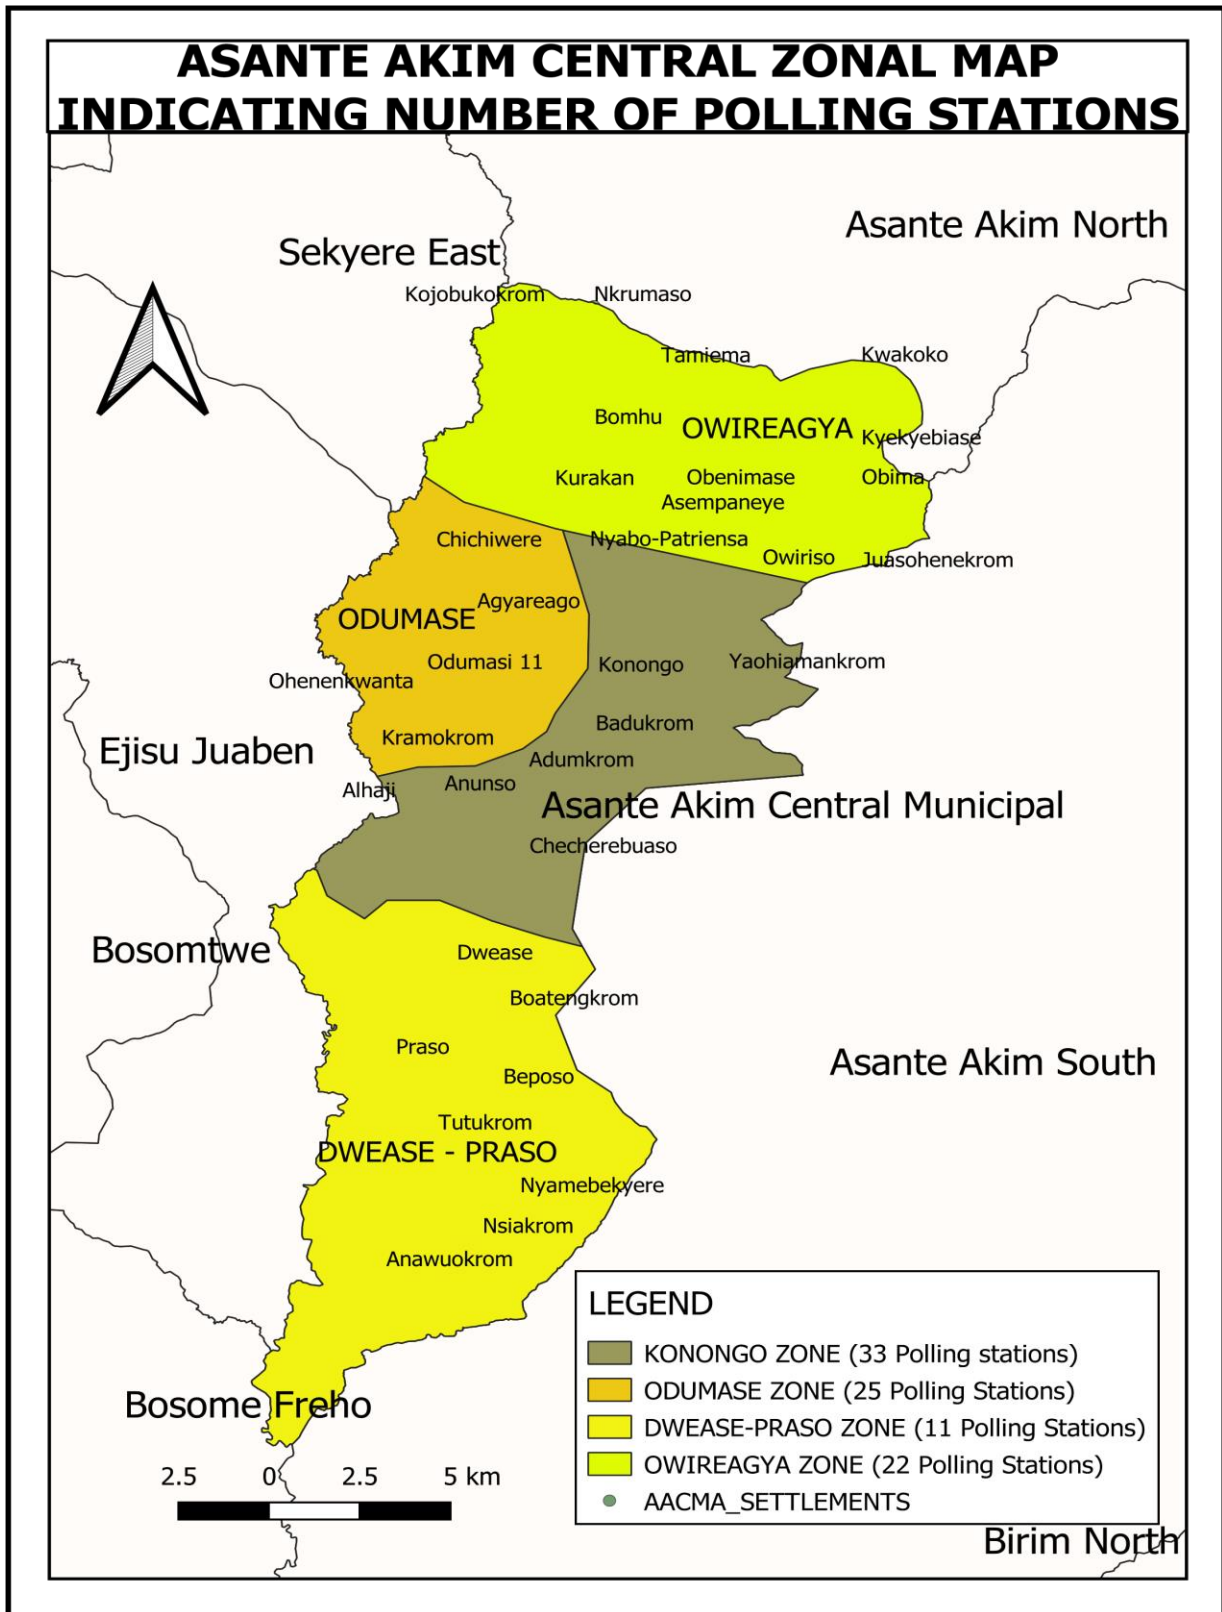 ASANTE AKIM CENTRAL ZONAL MAP
INDICATING NUMBER OF POLLING STATIONS
Asante Akim North
Sekyere East
Kojobukokrom
Nkrumaso
Tamiema
Kwakoko
Bomhu
OWIREAGYA
Kyekyebiase
Kurakan
Obenimase
Obima
Asempaneye
Chichiwere
Nyabo-Patriensa
Owiriso
Juasohenekrom
Agyareago
ODUMASE
Odumasi 11
Konongo
Yaohiamankrom
Ohenenkwanta
Badukrom
Kramokrom
Ejisu Juaben
Adumkrom
Alhaji
Anunso
Asante Akim Central Municipal
Checherebuaso
Bosomtwe
Dwease
Boatengkrom
Praso
Asante Akim South
Beposo
Tutukrom
DWEASE - PRASO
Nyamebekyere
Nsiakrom
Anawuokrom
LEGEND
KONONGO ZONE (33 Polling stations)
ODUMASE ZONE (25 Polling Stations)
DWEASE-PRASO ZONE (11 Polling Stations)
OWIREAGYA ZONE (22 Polling Stations)
AACMA_SETTLEMENTS
Bosome Freho
2.5 0 2.5 5 km
Birim North